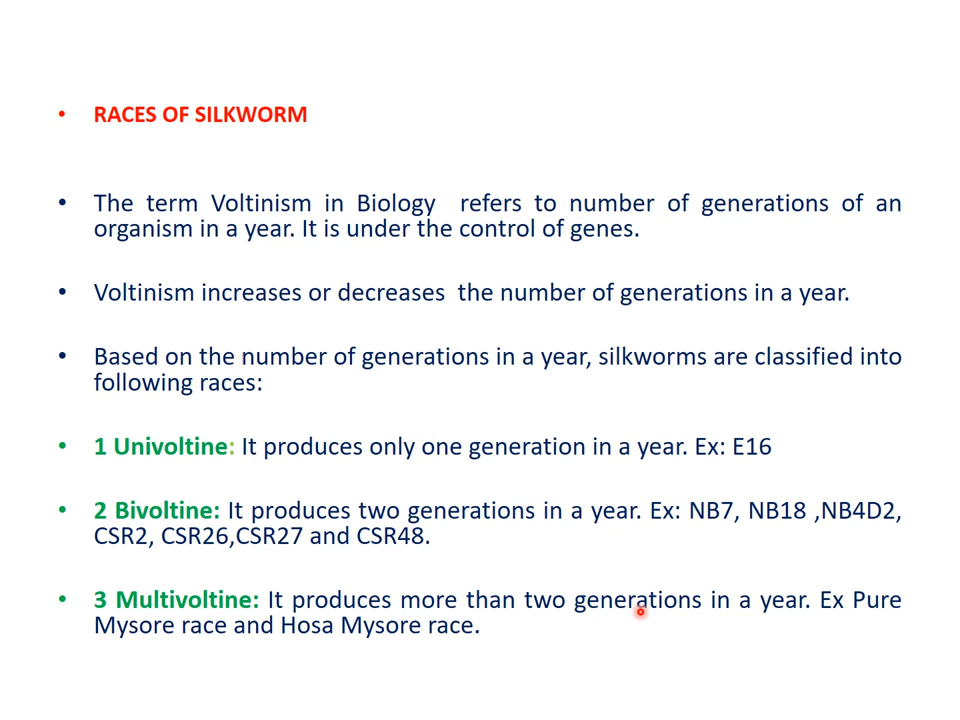 • RACES OF SILKWORM
• The term Voltinism in Biology refers to number of generations of an
organism in a year. It is under the control of genes.
• Voltinism increases or decreases the number of generations in a year.
• Based on the number of generations in a year, silkworms are classified into
following races:
• 1 Univoltine: It produces only one generation in a year. Ex: E16
• 2 Bivoltine: It produces two generations in a year. Ex: NB7, NB18 ,NB4D2,
CSR2, CSR26,CSR27 and CSR48.
• 3 Multivoltine: It produces more than two generations in a year. Ex Pure
Mysore race and Hosa Mysore race.